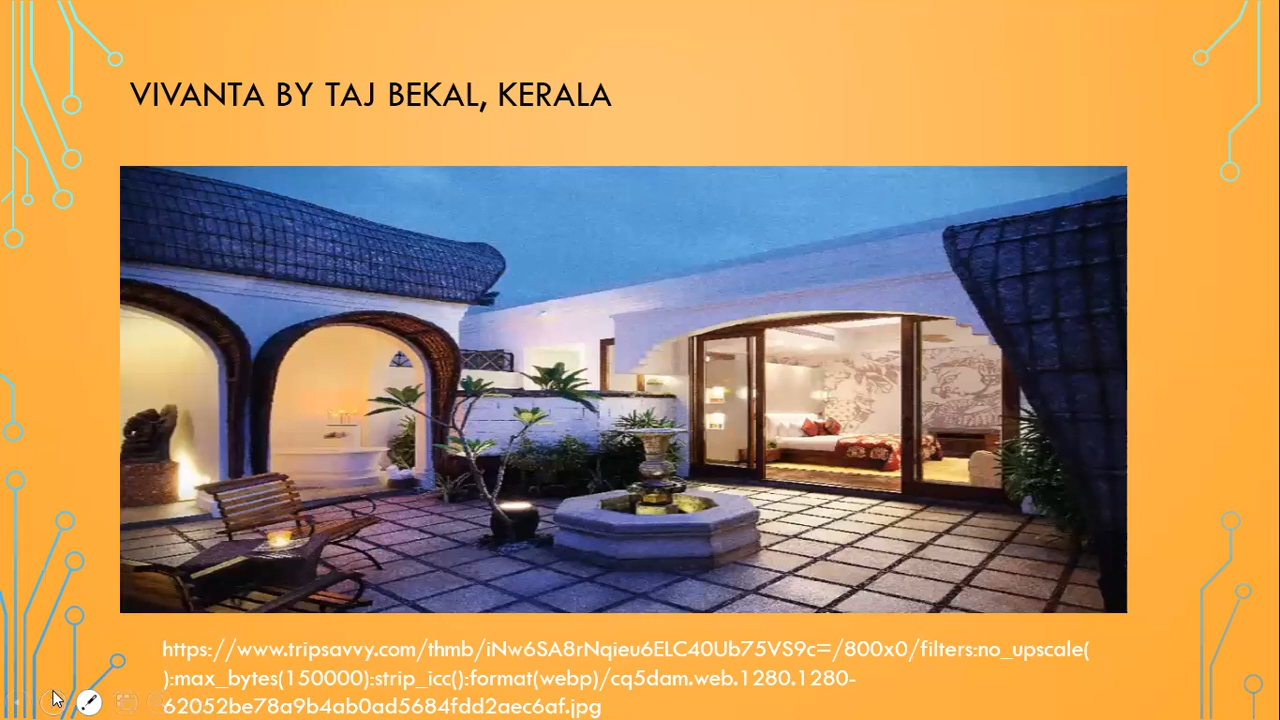 VIVANTA BY TAJ BEKAL, KERALA
https://www.tripsavvy.com/thmb/iNw6SA8rNqieu6ELC40Ub75VS9c=/800x0/filters:no_upscale(
):max_bytes(150000):strip_icc():format(webp)/cq5dam.web.1280.1280-
62052be78a9b4ab0ad5684fdd2aec6af.jpg